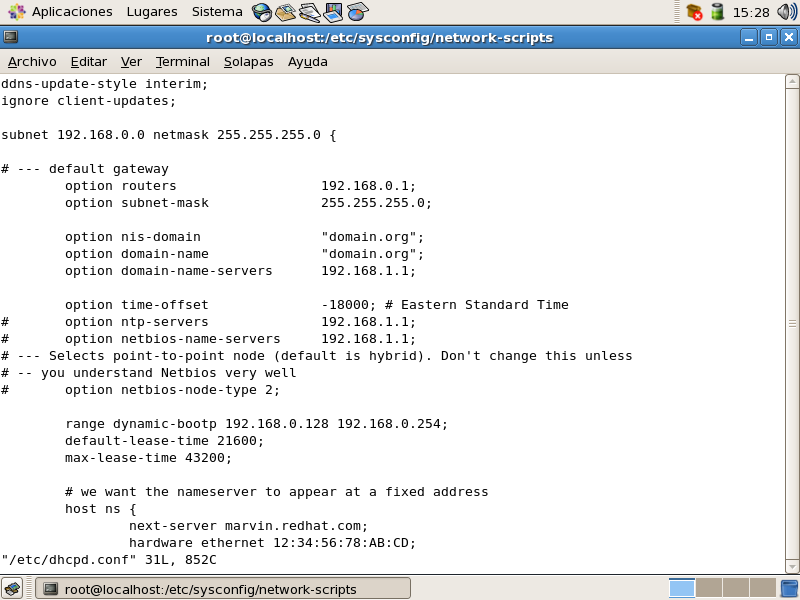 Aplicaciones Lugares Sistema 15:28
root@localhost:/etc/sysconfig/network-scripts
Archivo Editar Ver Terminal Solapas Ayuda
ddns-update-style interim;
ignore client-updates;
subnet 192.168.0.0 netmask 255.255.255.0 {
# --- default gateway
option routers 192.168.0.1;
option subnet-mask 255.255.255.0;
option nis-domain "domain.org";
option domain-name "domain.org";
option domain-name-servers 192.168.1.1;
option time-offset -18000; # Eastern Standard Time
# option ntp-servers 192.168.1.1;
# option netbios-name-servers 192.168.1.1;
# --- Selects point-to-point node (default is hybrid). Don't change this unless
# -- you understand Netbios very well
# option netbios-node-type 2;
range dynamic-bootp 192.168.0.128 192.168.0.254;
default-lease-time 21600;
max-lease-time 43200;
# we want the nameserver to appear at a fixed address
host ns {
next-server marvin.redhat.com;
hardware ethernet 12:34:56:78:AB:CD;
"/etc/dhcpd.conf" 31L, 852C
root@localhost:/etc/sysconfig/network-scripts